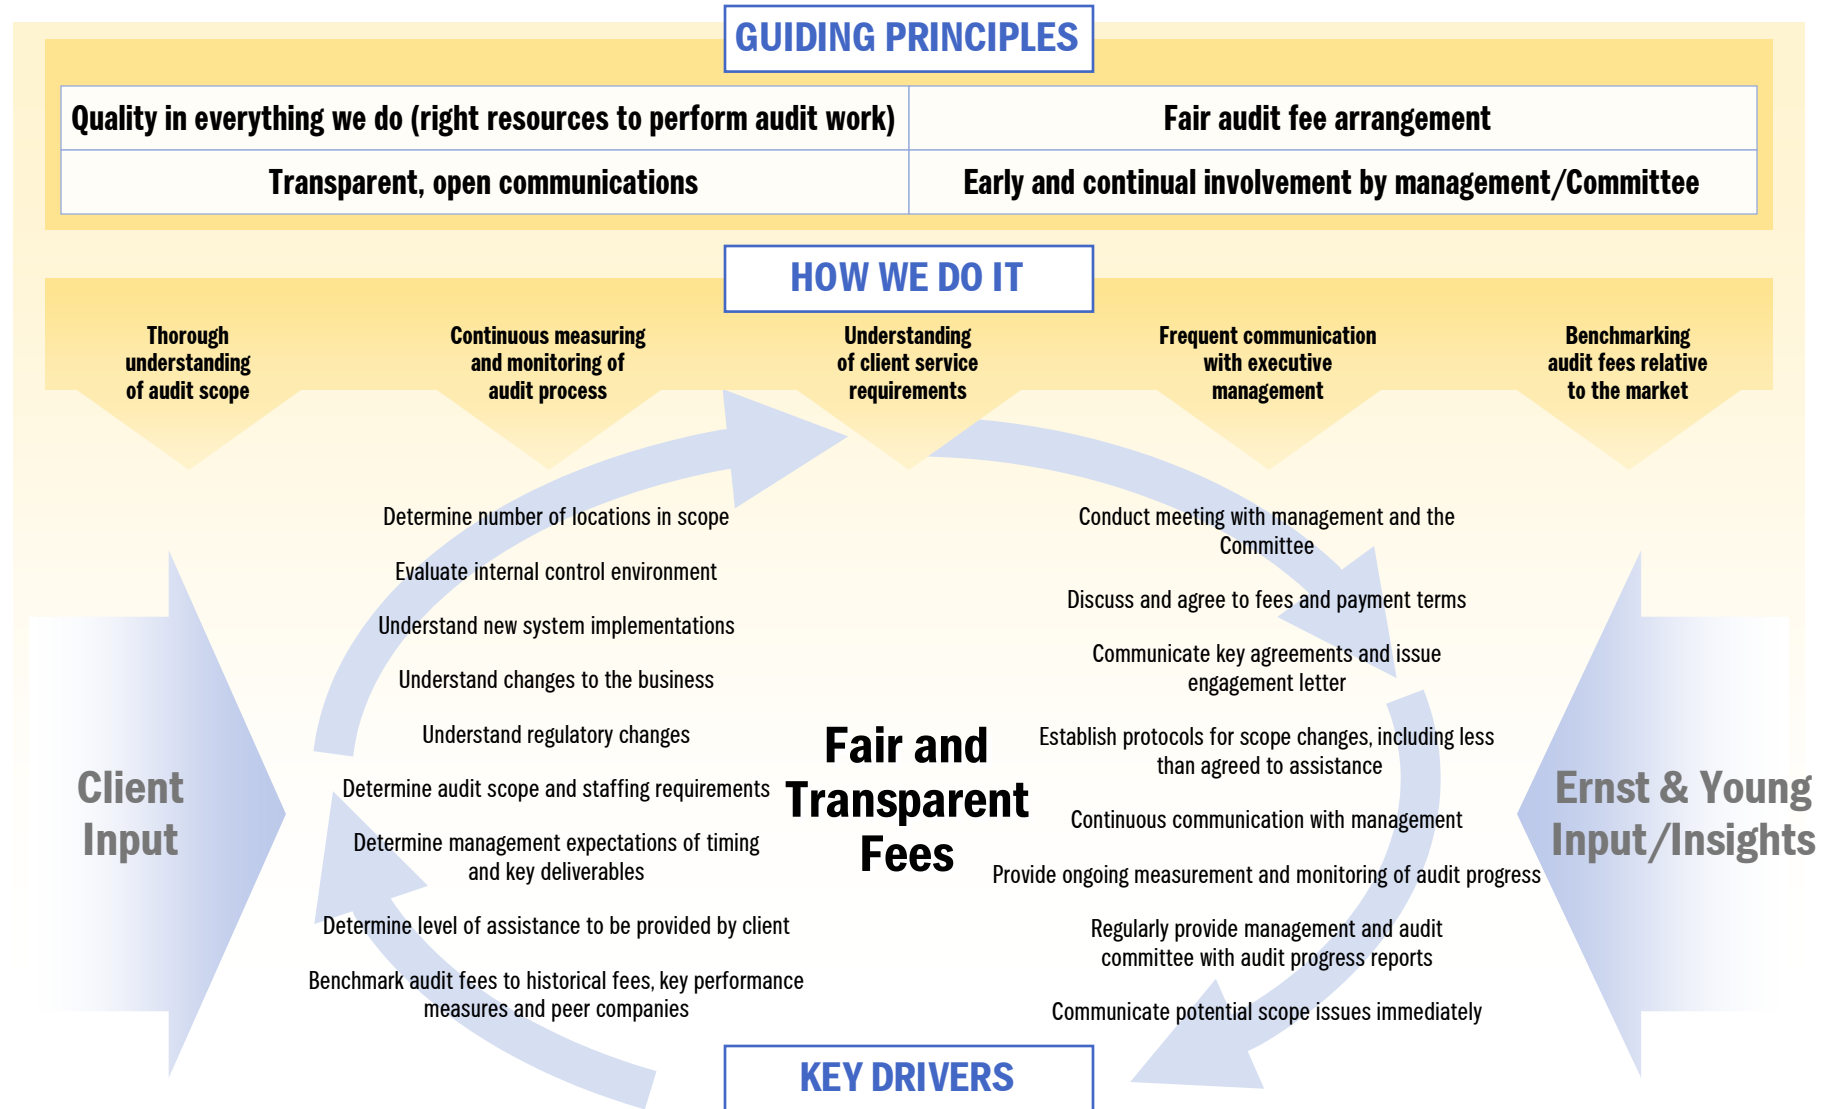 GUIDING PRINCIPLES
Quality in everything we do (right resources to perform audit work)
Fair audit fee arrangement
Transparent, open communications
Early and continual involvement by management/Committee
HOW WE DO IT
Thorough
understanding
of audit scope
Continuous measuring
and monitoring of
audit process
Understanding
of client service
requirements
Frequent communication
with executive
management
Benchmarking
audit fees relative
to the market
Client
Input
Determine number of locations in scope
Evaluate internal control environment
Understand new system implementations
Understand changes to the business
Understand regulatory changes
Determine audit scope and staffing requirements
Determine management expectations of timing
and key deliverables
Determine level of assistance to be provided by client
Benchmark audit fees to historical fees, key performance
measures and peer companies
Fair and
Transparent
Fees
Conduct meeting with management and the
Committee
Discuss and agree to fees and payment terms
Communicate key agreements and issue
engagement letter
Establish protocols for scope changes, including less
than agreed to assistance
Continuous communication with management
Provide ongoing measurement and monitoring of audit progress
Regularly provide management and audit
committee with audit progress reports
Communicate potential scope issues immediately
Ernst & Young
Input/Insights
KEY DRIVERS